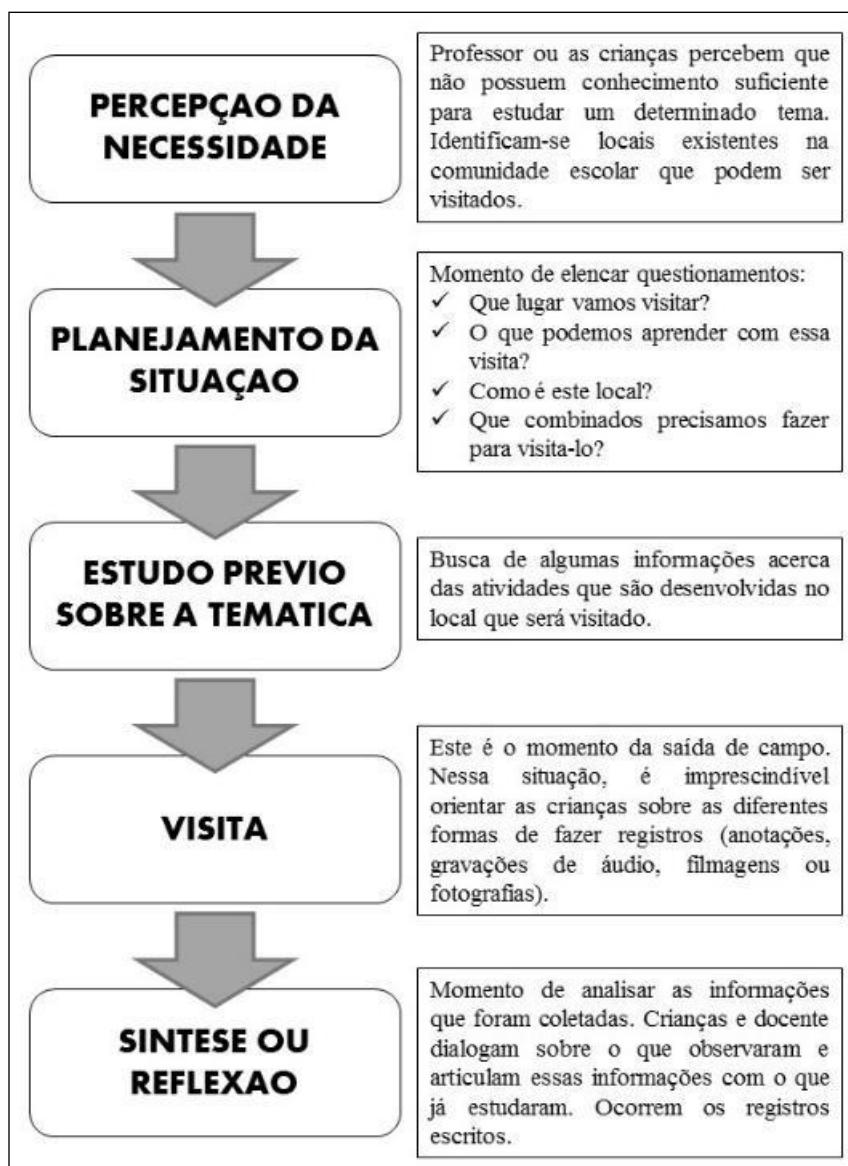 PERCEPÇAO DA
NECESSIDADE
Professor ou as crianças percebem que
não possuem conhecimento suficiente
para estudar um determinado tema.
Identificam-se locais existentes na
comunidade escolar que podem ser
visitados.
PLANEJAMENTO DA
SITUAÇAO
Momento de elencar questionamentos:
✓ Que lugar vamos visitar?
✓ O que podemos aprender com essa
visita?
✓ Como é este local?
✓ Que combinados precisamos fazer
para visita-lo?
ESTUDO PREVIO
SOBRE A TEMATICA
Busca de algumas informações acerca
das atividades que são desenvolvidas no
local que será visitado.
VISITA
Este é o momento da saída de campo.
Nessa situação, é imprescindível
orientar as crianças sobre as diferentes
formas de fazer registros (anotações,
gravações de áudio, filmagens ou
fotografias).
SINTESE OU
REFLEXAO
Momento de analisar as informações
que foram coletadas. Crianças e docente
dialogam sobre o que observaram e
articulam essas informações com o que
já estudaram. Ocorrem os registros
escritos.